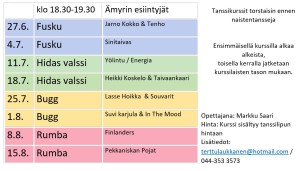 klo 18.30-19.30 Ämyrin esiintyjät
27.6. Fusku Jarno Kokko & Tenho
4.7. Fusku Sinitaivas
11.7. Hidas valssi Yölintu / Energia
18.7. Hidas valssi Heikki Koskelo & Taivaankaari
25.7. Bugg Lasse Hoikka & Souvarit
1.8. Bugg Suvi karjula & In The Mood
8.8. Rumba Finlanders
15.8. Rumba Pekkaniskan Pojat
Tanssikurssit torstaisin ennen
naistentansseja
Ensimmäisellä kurssilla alkaa
alkeista,
toisella kerralla jatketaan
kurssilaisten tason mukaan.
Opettajana: Markku Saari
Hinta: Kurssi sisältyy tanssilipun
hintaan
Lisätiedot:
terttulaukkanen@hotmail.com /
044-353 3573